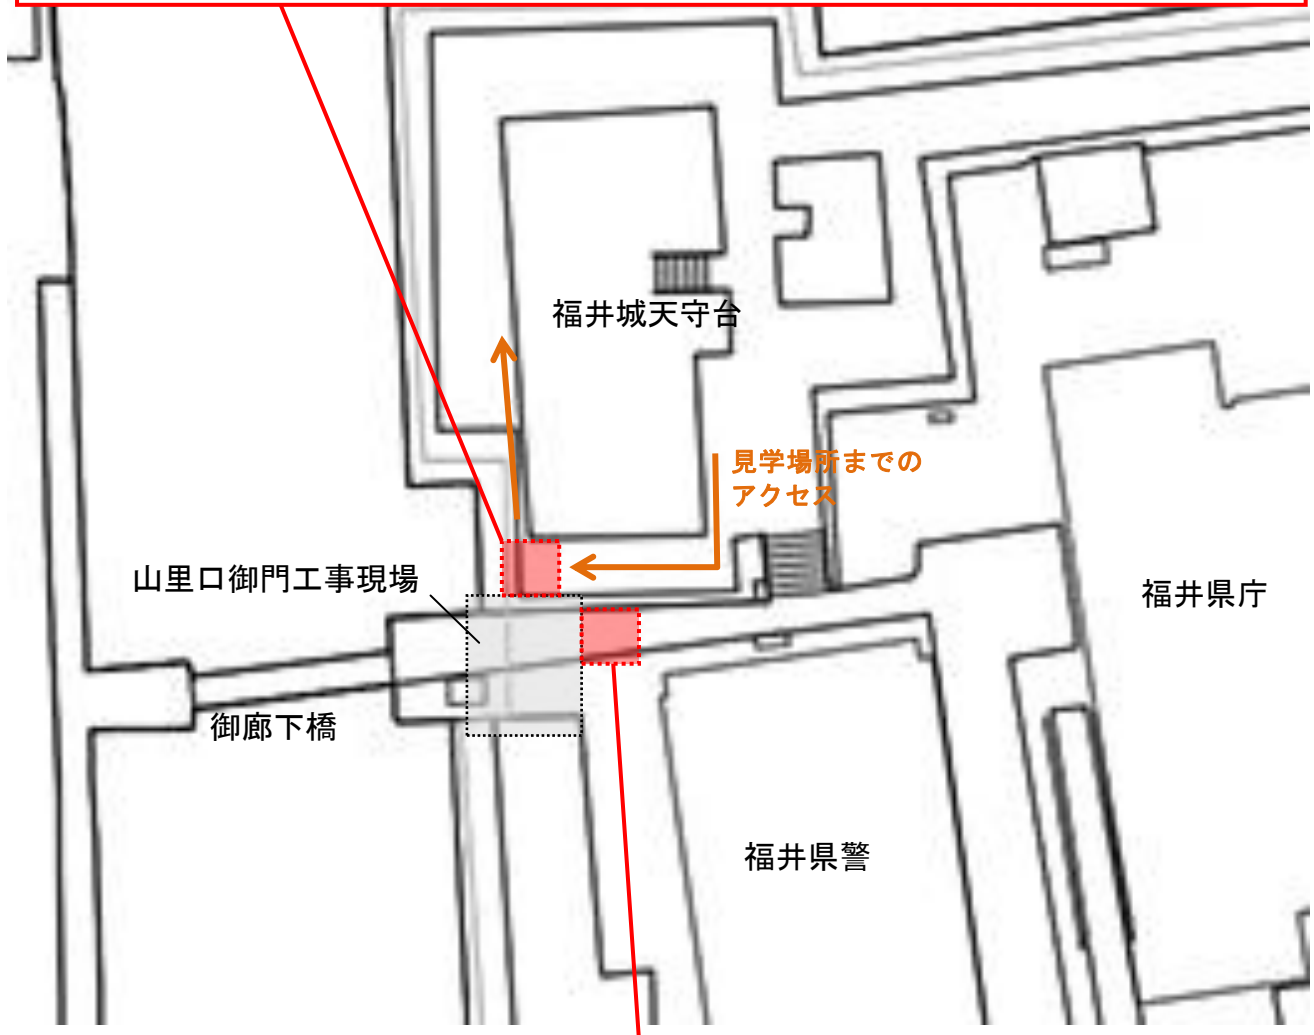 福井城天守台
見学場所までの
アクセス
山里口御門工事現場
福井県庁
御廊下橋
福井県警